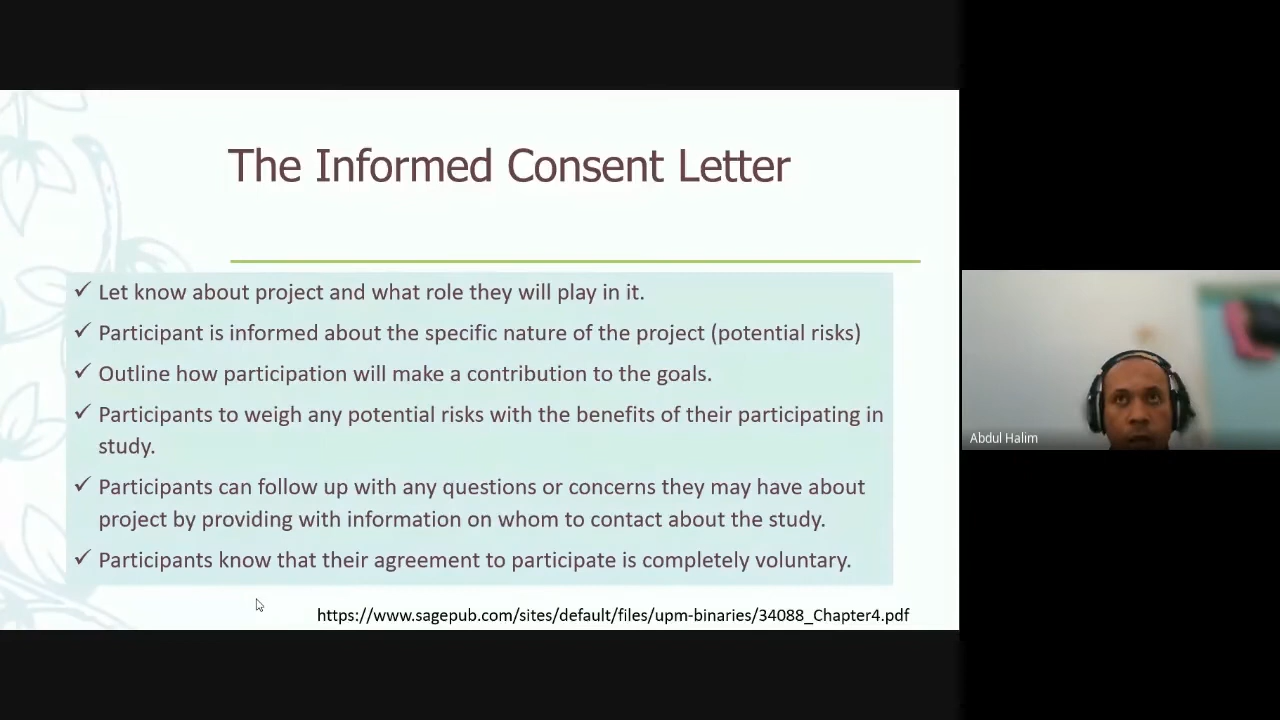 The Informed Consent Letter
✓ Let know about project and what role they will play in it.
✓ Participant is informed about the specific nature of the project (potential risks)
✓ Outline how participation will make a contribution to the goals.
✓ Participants to weigh any potential risks with the benefits of their participating in
study.
✓ Participants can follow up with any questions or concerns they may have about
project by providing with information on whom to contact about the study.
✓ Participants know that their agreement to participate is completely voluntary.
https://www.sagepub.com/sites/default/files/upm-binaries/34088_Chapter4.pdf
Abdul Halim